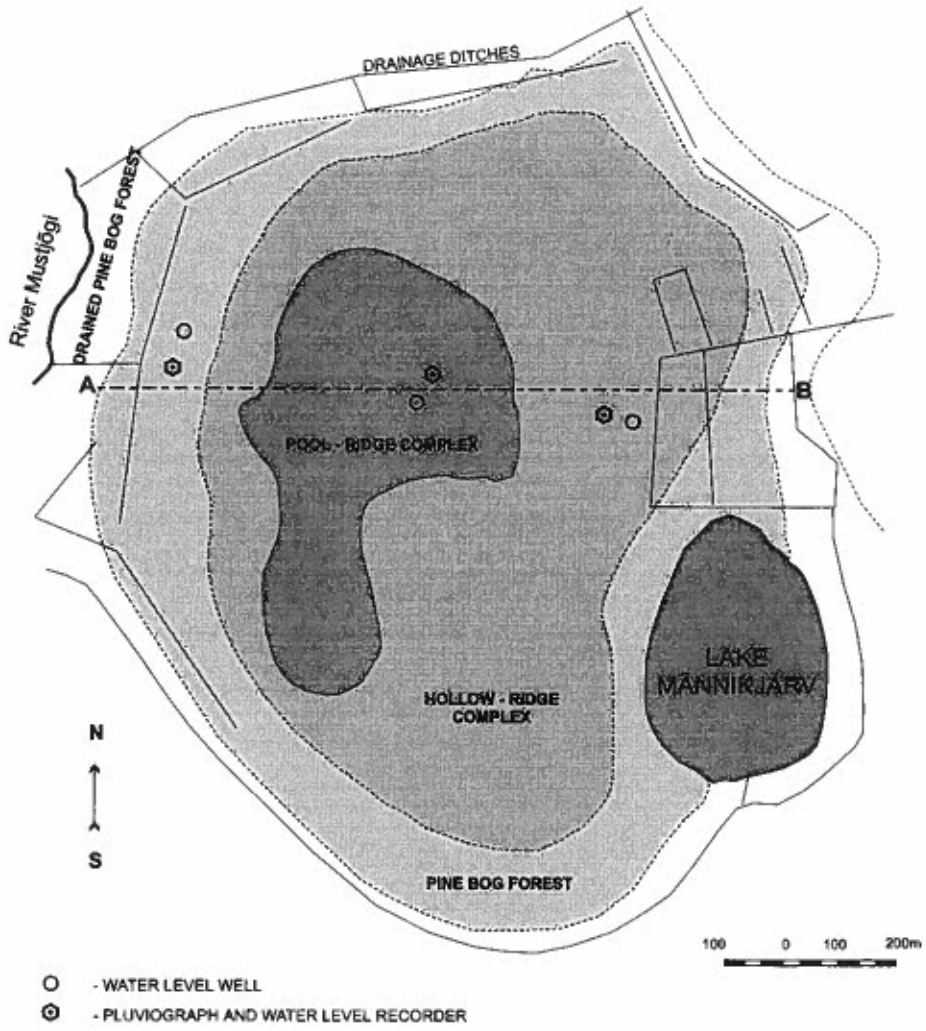 DRAINAGE DITCHES
River Mustjõgi
DRAINED PINE BOG FOREST
A
B
POOL - RIDGE COMPLEX
LAKE
MÄNNIKJÄRV
HOLLOW - RIDGE
COMPLEX
N
S
PINE BOG FOREST
100 0 100 200m
- WATER LEVEL WELL
- PLUVIOGRAPH AND WATER LEVEL RECORDER